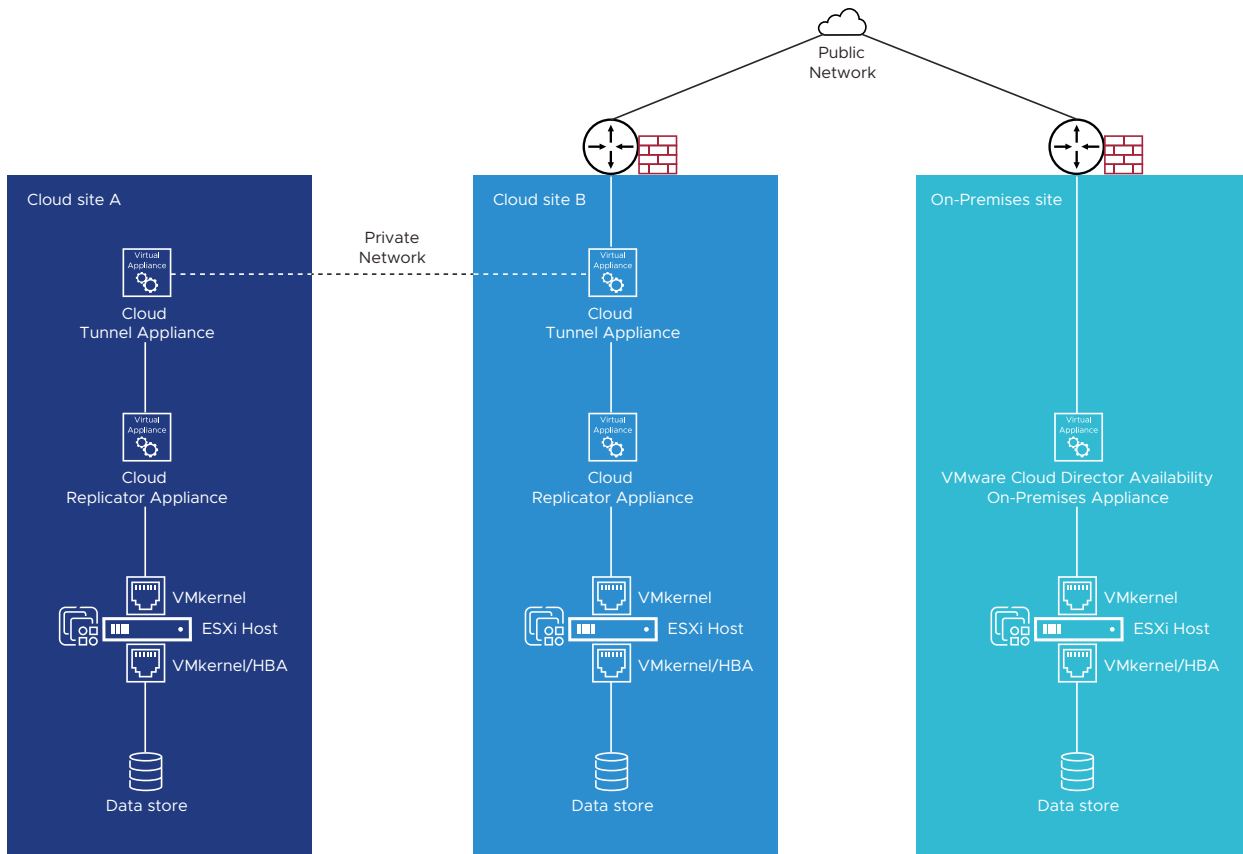 Public
Network
Cloud site A
Private
Network
Virtual
Appliance
Cloud
Tunnel Appliance
Virtual
Appliance
Cloud
Replicator Appliance
VMkernel
ESXi Host
VMkernel/HBA
Data store
Cloud site B
Virtual
Appliance
Cloud
Tunnel Appliance
Virtual
Appliance
Cloud
Replicator Appliance
VMkernel
ESXi Host
VMkernel/HBA
Data store
On-Premises site
Virtual
Appliance
VMware Cloud Director Availability
On-Premises Appliance
VMkernel
ESXi Host
VMkernel/HBA
Data store